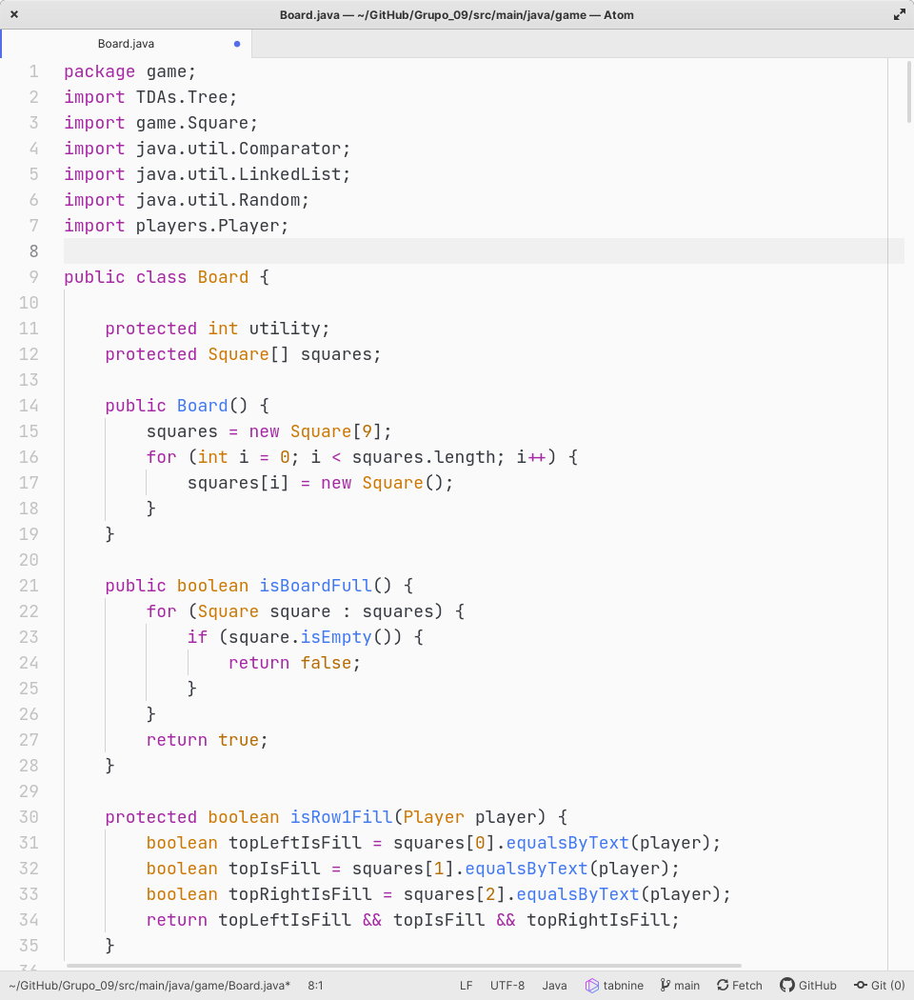 Board.java — ~/GitHub/Grupo_09/src/main/java/game — Atom
Board.java
1 package game;
2 import TDAs.Tree;
3 import game.Square;
4 import java.util.Comparator;
5 import java.util.LinkedList;
6 import java.util.Random;
7 import players.Player;
8
9 public class Board {
10
11     protected int utility;
12     protected Square[] squares;
13
14     public Board() {
15         squares = new Square[9];
16         for (int i = 0; i < squares.length; i++) {
17             squares[i] = new Square();
18         }
19     }
20
21     public boolean isBoardFull() {
22         for (Square square : squares) {
23             if (square.isEmpty()) {
24                 return false;
25             }
26         }
27         return true;
28     }
29
30     protected boolean isRow1Fill(Player player) {
31         boolean topLeftIsFill = squares[0].equalsByText(player);
32         boolean topIsFill = squares[1].equalsByText(player);
33         boolean topRightIsFill = squares[2].equalsByText(player);
34         return topLeftIsFill && topIsFill && topRightIsFill;
35     }
36
~/GitHub/Grupo_09/src/main/java/game/Board.java* 8:1 LF UTF-8 Java tabnine main Fetch GitHub Git (0)